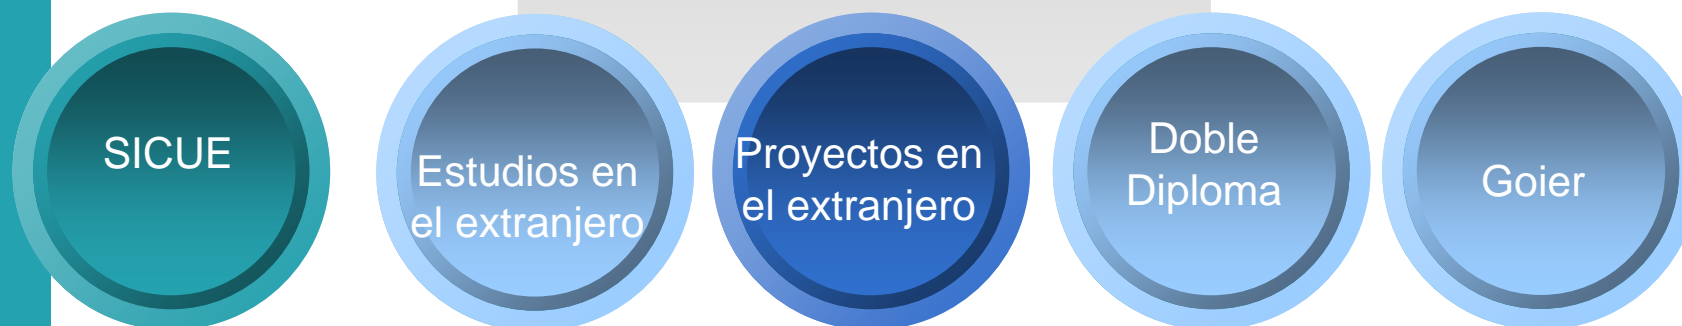 SICUE
Estudios en
el extranjero
Proyectos en
el extranjero
Doble
Diploma
Goier